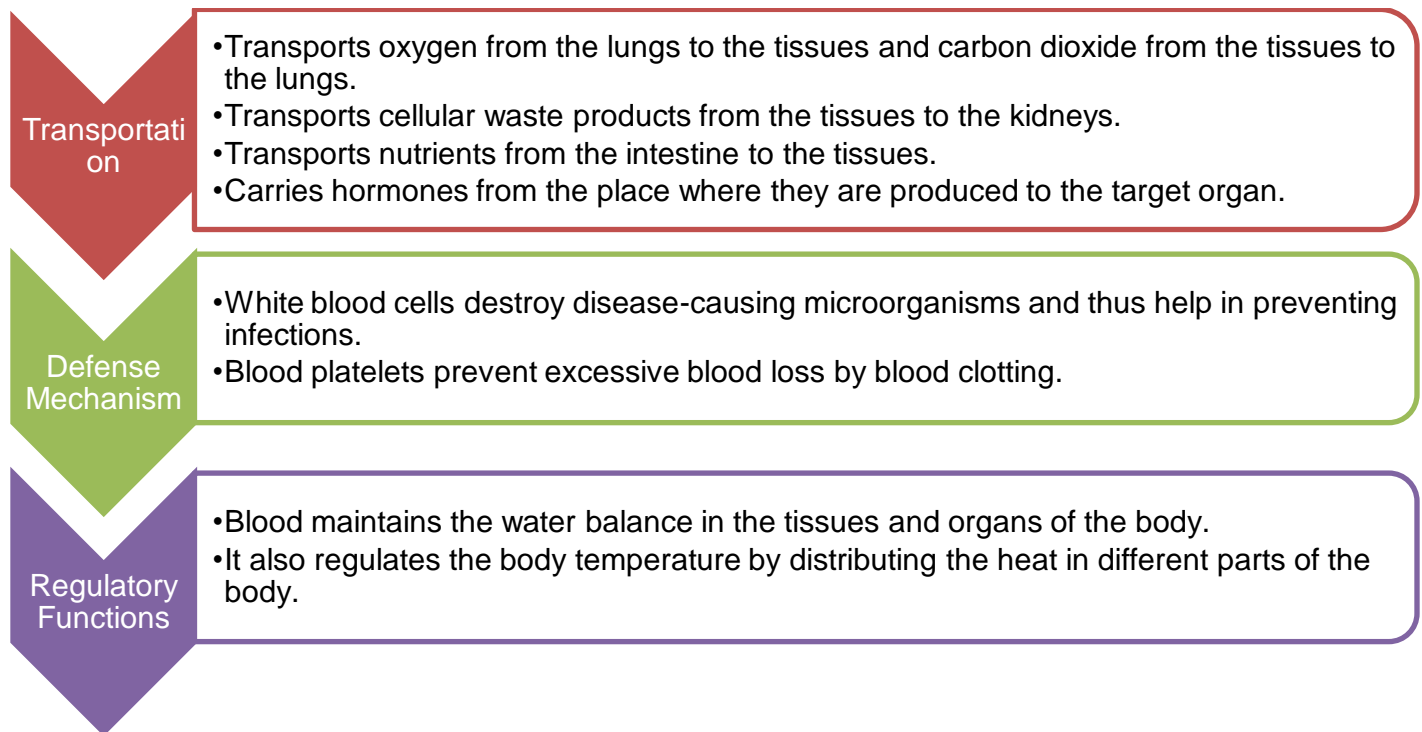 Transportati
on
•Transports oxygen from the lungs to the tissues and carbon dioxide from the tissues to
the lungs.
•Transports cellular waste products from the tissues to the kidneys.
•Transports nutrients from the intestine to the tissues.
•Carries hormones from the place where they are produced to the target organ.
Defense
Mechanism
•White blood cells destroy disease-causing microorganisms and thus help in preventing
infections.
•Blood platelets prevent excessive blood loss by blood clotting.
Regulatory
Functions
•Blood maintains the water balance in the tissues and organs of the body.
•It also regulates the body temperature by distributing the heat in different parts of the
body.